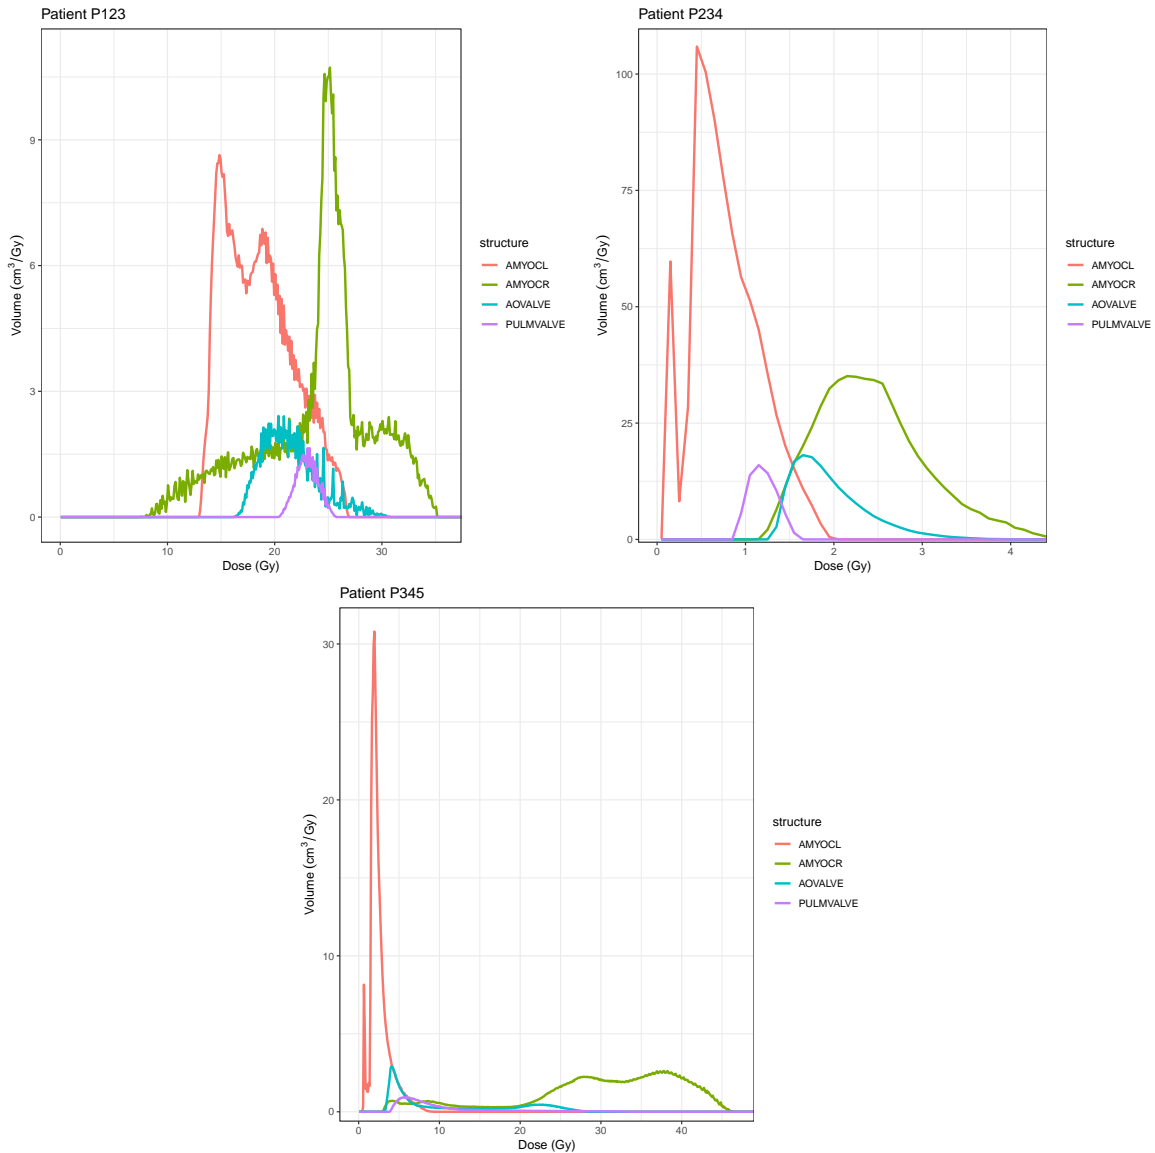 Patient P123
Volume (cm³/Gy)
9
6
3
0
0 10 20 30
Dose (Gy)
structure
AMYOCL
AMYOCR
AOVALVE
PULMVALVE
Patient P234
Volume (cm³/Gy)
100
75
50
25
0
0 1 2 3 4
Dose (Gy)
structure
AMYOCL
AMYOCR
AOVALVE
PULMVALVE
Patient P345
Volume (cm³/Gy)
30
20
10
0
0 10 20 30 40
Dose (Gy)
structure
AMYOCL
AMYOCR
AOVALVE
PULMVALVE